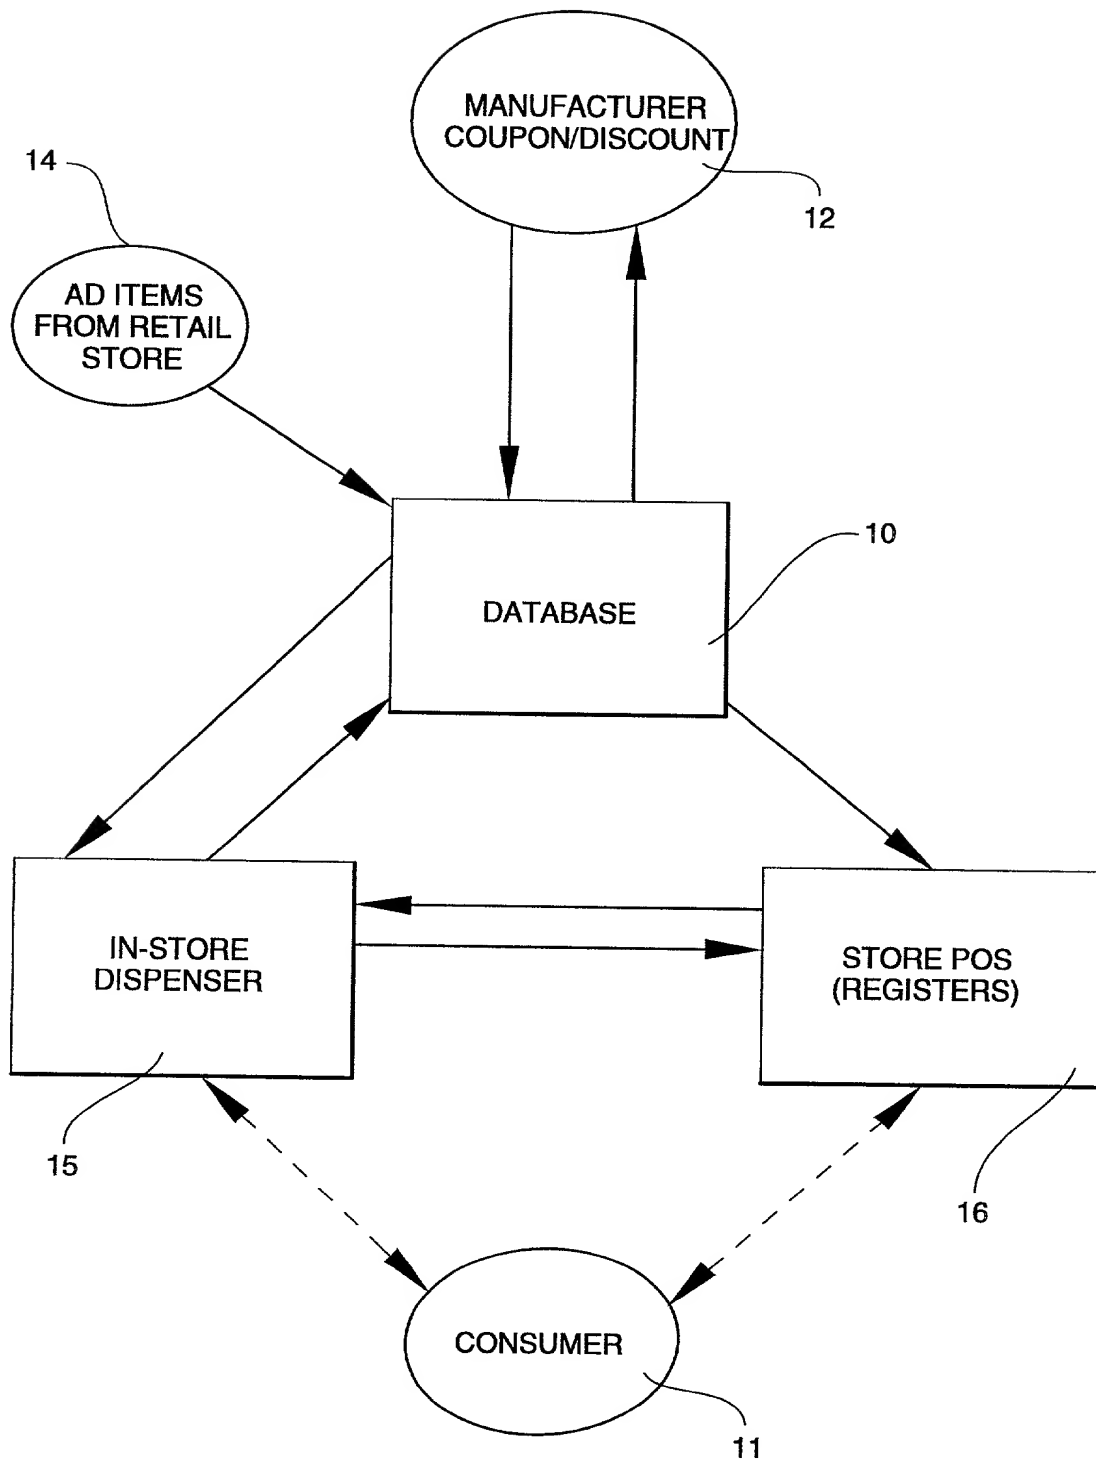 MANUFACTURER
COUPON/DISCOUNT
12
14
AD ITEMS
FROM RETAIL
STORE
10
DATABASE
IN-STORE
DISPENSER
15
STORE POS
(REGISTERS)
16
CONSUMER
11